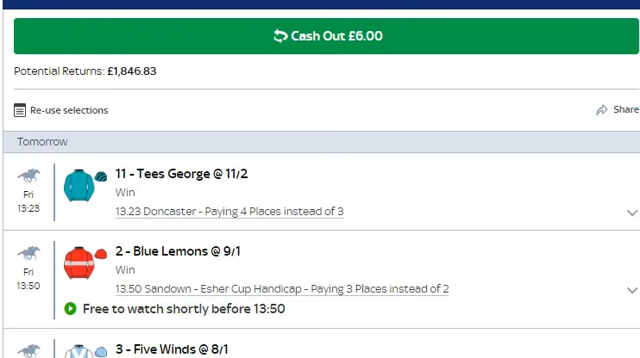 Cash Out £6.00
Potential Returns: £1,846.83
Re-use selections
Share
Tomorrow
Fri
13:23
11 - Tees George @ 11/2
Win
13.23 Doncaster - Paying 4 Places instead of 3
Fri
13:50
2 - Blue Lemons @ 9/1
Win
13.50 Sandown - Esher Cup Handicap - Paying 3 Places instead of 2
Free to watch shortly before 13:50
3 - Five Winds @ 8/1